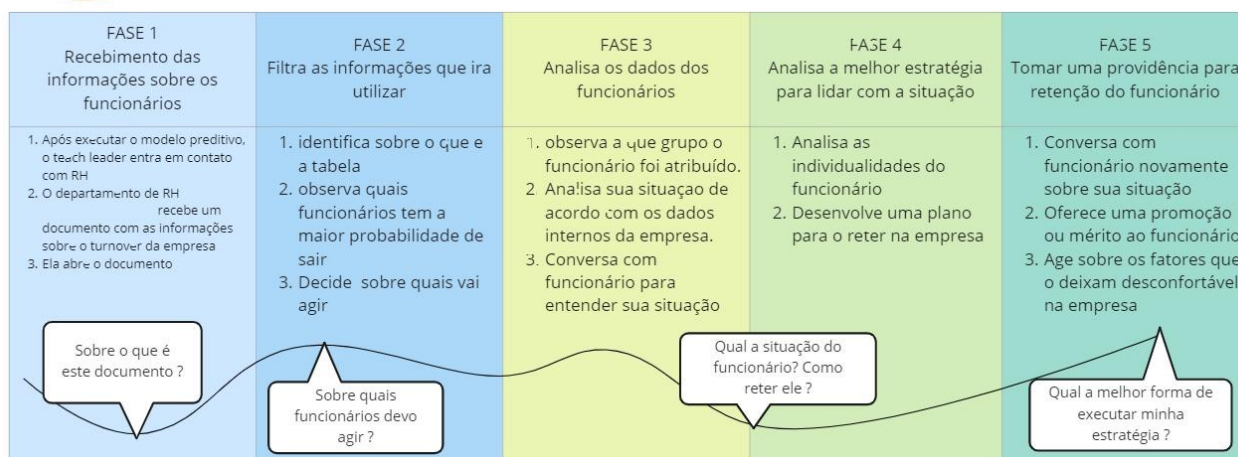 FASE 1
Recebimento das
informações sobre os
funcionários
1. Após executar o modelo preditivo,
o teach leader entra em contato
com RH
2. O departamento de RH
recebe um
documento com as informações
sobre o turnover da empresa
3. Ela abre o documento
Sobre o que é
este documento ?
FASE 2
Filtra as informações que ira
utilizar
1. identifica sobre o que e
a tabela
2. observa quais
funcionários tem a
maior probabilidade de
sair
3. Decide sobre quais vai
agir
Sobre quais
funcionários devo
agir ?
FASE 3
Analisa os dados dos
funcionários
1. observa a que grupo o
funcionário foi atribuído.
2. Analisa sua situaçao de
acordo com os dados
internos da empresa.
3. Conversa com
funcionário para
entender sua situação
FASE 4
Analisa a melhor estratégia
para lidar com a situação
1. Analisa as
individualidades do
funcionário
2. Desenvolve uma plano
para o reter na empresa
Qual a situação do
funcionário? Como
reter ele ?
FASE 5
Tomar uma providência para
retenção do funcionário
1. Conversa com
funcionário novamente
sobre sua situação
2. Oferece uma promoção
ou mérito ao funcionário
3. Age sobre os fatores que
o deixam desconfortável
na empresa
Qual a melhor forma de
executar minha
estratégia ?